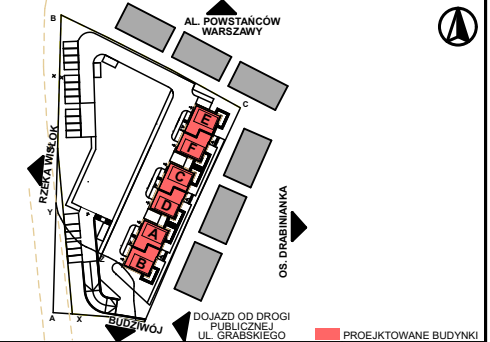 B
AL. POWSTAŃCÓW
WARSZAWY
C
E
F
RZEKA WISŁOK
C
D
Y
A
B
OS. DRABINIANKA
A
X
BUDZIWÓJ
DOJAZD OD DROGI
PUBLICZNEJ
UL. GRABSKIEGO
PROEJKTOWANE BUDYNKI